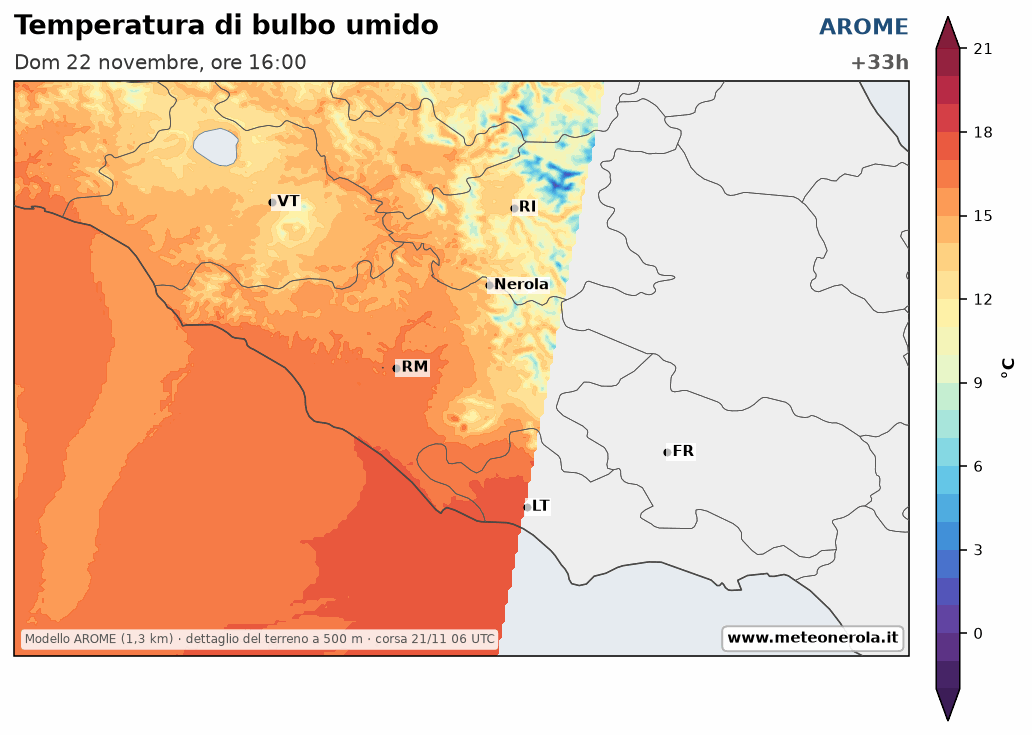 Temperatura di bulbo umido
AROME
Dom 22 novembre, ore 16:00
+33h
VT
RI
Nerola
RM
FR
LT
Modello AROME (1,3 km) · dettaglio del terreno a 500 m · corsa 21/11 06 UTC
www.meteonerola.it
21
18
15
12
9
6
3
0
°C